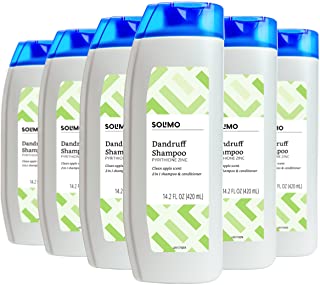 SOLIMO
Dandruff
Shampoo
PYRITHIONE ZINC
Clean apple scent
2 in 1 shampoo & conditioner
14.2 FL OZ (420 mL)